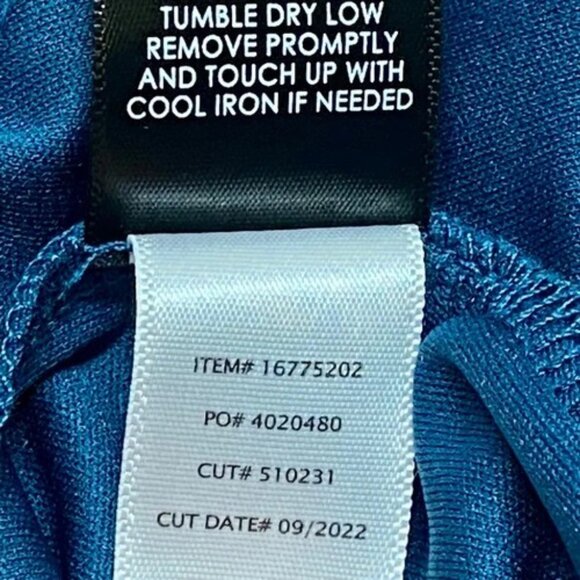 TUMBLE DRY LOW
REMOVE PROMPTLY
AND TOUCH UP WITH
COOL IRON IF NEEDED
ITEM# 16775202
PO# 4020480
CUT# 510231
CUT DATE# 09/2022